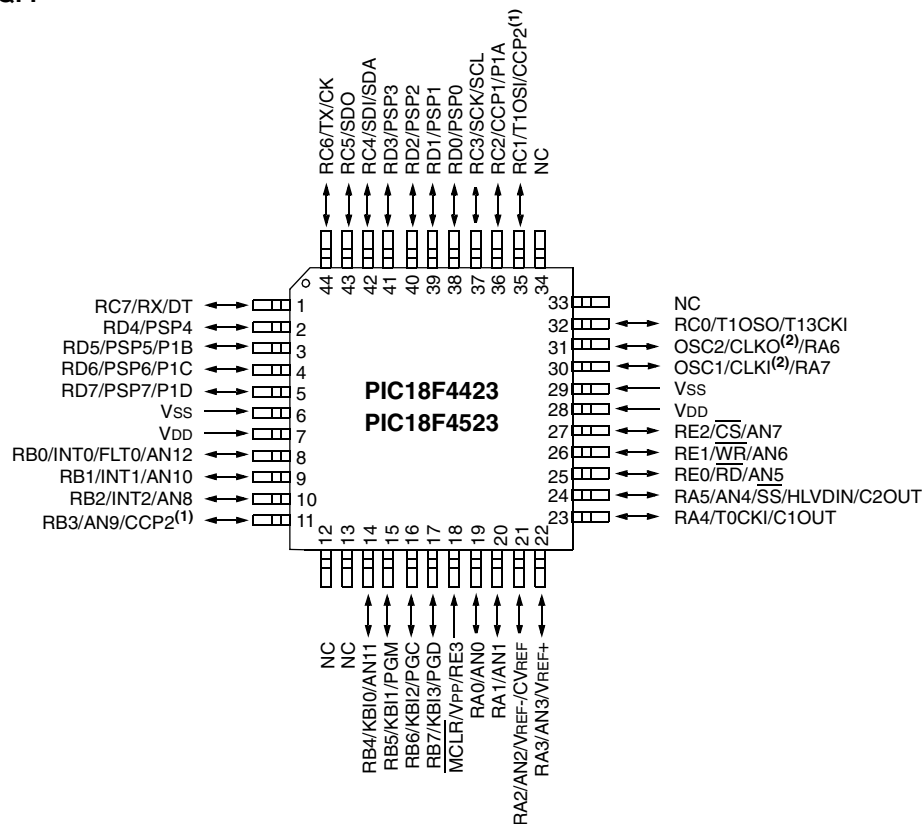 RC6/TX/CK
RC5/SDO
RC4/SDI/SDA
RD3/PSP3
RD2/PSP2
RD1/PSP1
RD0/PSP0
RC3/SCK/SCL
RC2/CCP1/P1A
RC1/T1OSI/CCP2(1)
NC
44
43
42
41
40
39
38
37
36
35
34
RC7/RX/DT 1
RD4/PSP4 2
RD5/PSP5/P1B 3
RD6/PSP6/P1C 4
RD7/PSP7/P1D 5
VSS 6
VDD 7
RB0/INT0/FLT0/AN12 8
RB1/INT1/AN10 9
RB2/INT2/AN8 10
RB3/AN9/CCP2(1) 11
PIC18F4423
PIC18F4523
33 NC
32 RC0/T1OSO/T13CKI
31 OSC2/CLKO(2)/RA6
30 OSC1/CLKI(2)/RA7
29 VSS
28 VDD
27 RE2/CS/AN7
26 RE1/WR/AN6
25 RE0/RD/AN5
24 RA5/AN4/SS/HLVDIN/C2OUT
23 RA4/T0CKI/C1OUT
12
13
14
15
16
17
18
19
20
21
22
NC
NC
RB4/KBI0/AN11
RB5/KBI1/PGM
RB6/KBI2/PGC
RB7/KBI3/PGD
MCLR/VPP/RE3
RA0/AN0
RA1/AN1
RA2/AN2/VREF-/CVREF
RA3/AN3/VREF+